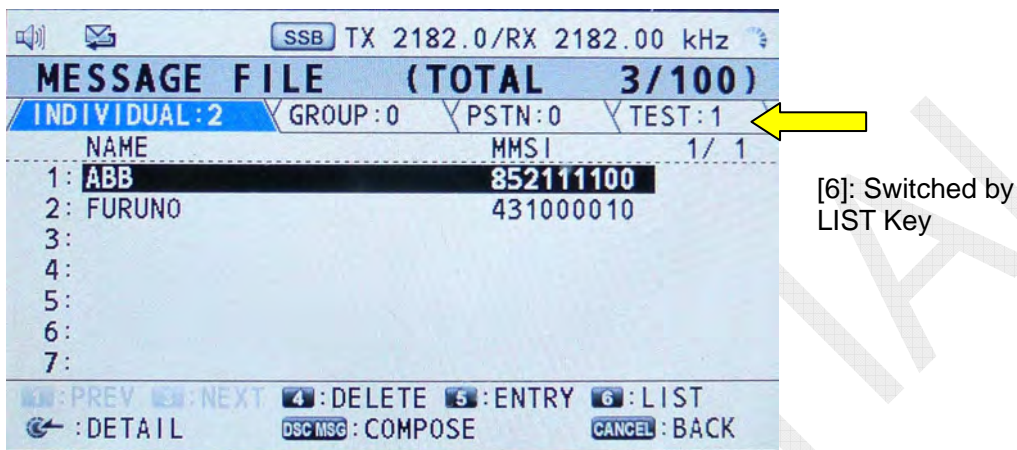 SSB TX 2182.0/RX 2182.00 kHz
MESSAGE FILE (TOTAL 3/100)
INDIVIDUAL:2 GROUP:0 PSTN:0 TEST:1
NAME MMSI 1/ 1
1: ABB 852111100
2: FURUNO 431000010
3:
4:
5:
6:
7:
[6]: Switched by
LIST Key
:PREV :NEXT 4:DELETE 5:ENTRY 6:LIST
:DETAIL DSC MSG:COMPOSE CANCEL:BACK